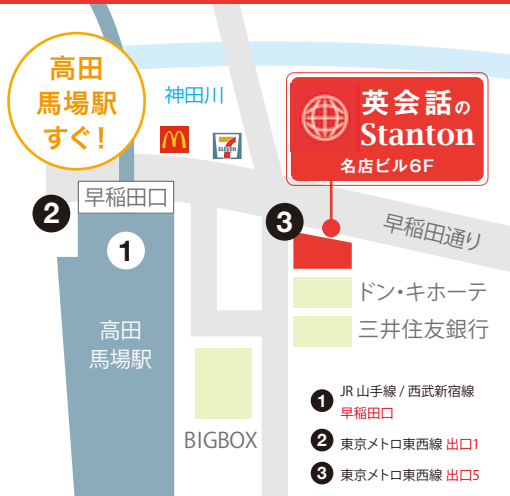 高田
馬場駅
すぐ!
神田川
英会話の
Stanton
名店ビル6F
7
ELEVEn
早稲田口
2
1
3
早稲田通り
ドン・キホーテ
三井住友銀行
高田
馬場駅
BIGBOX
1 JR 山手線 / 西武新宿線
早稲田口
2 東京メトロ東西線 出口1
3 東京メトロ東西線 出口5